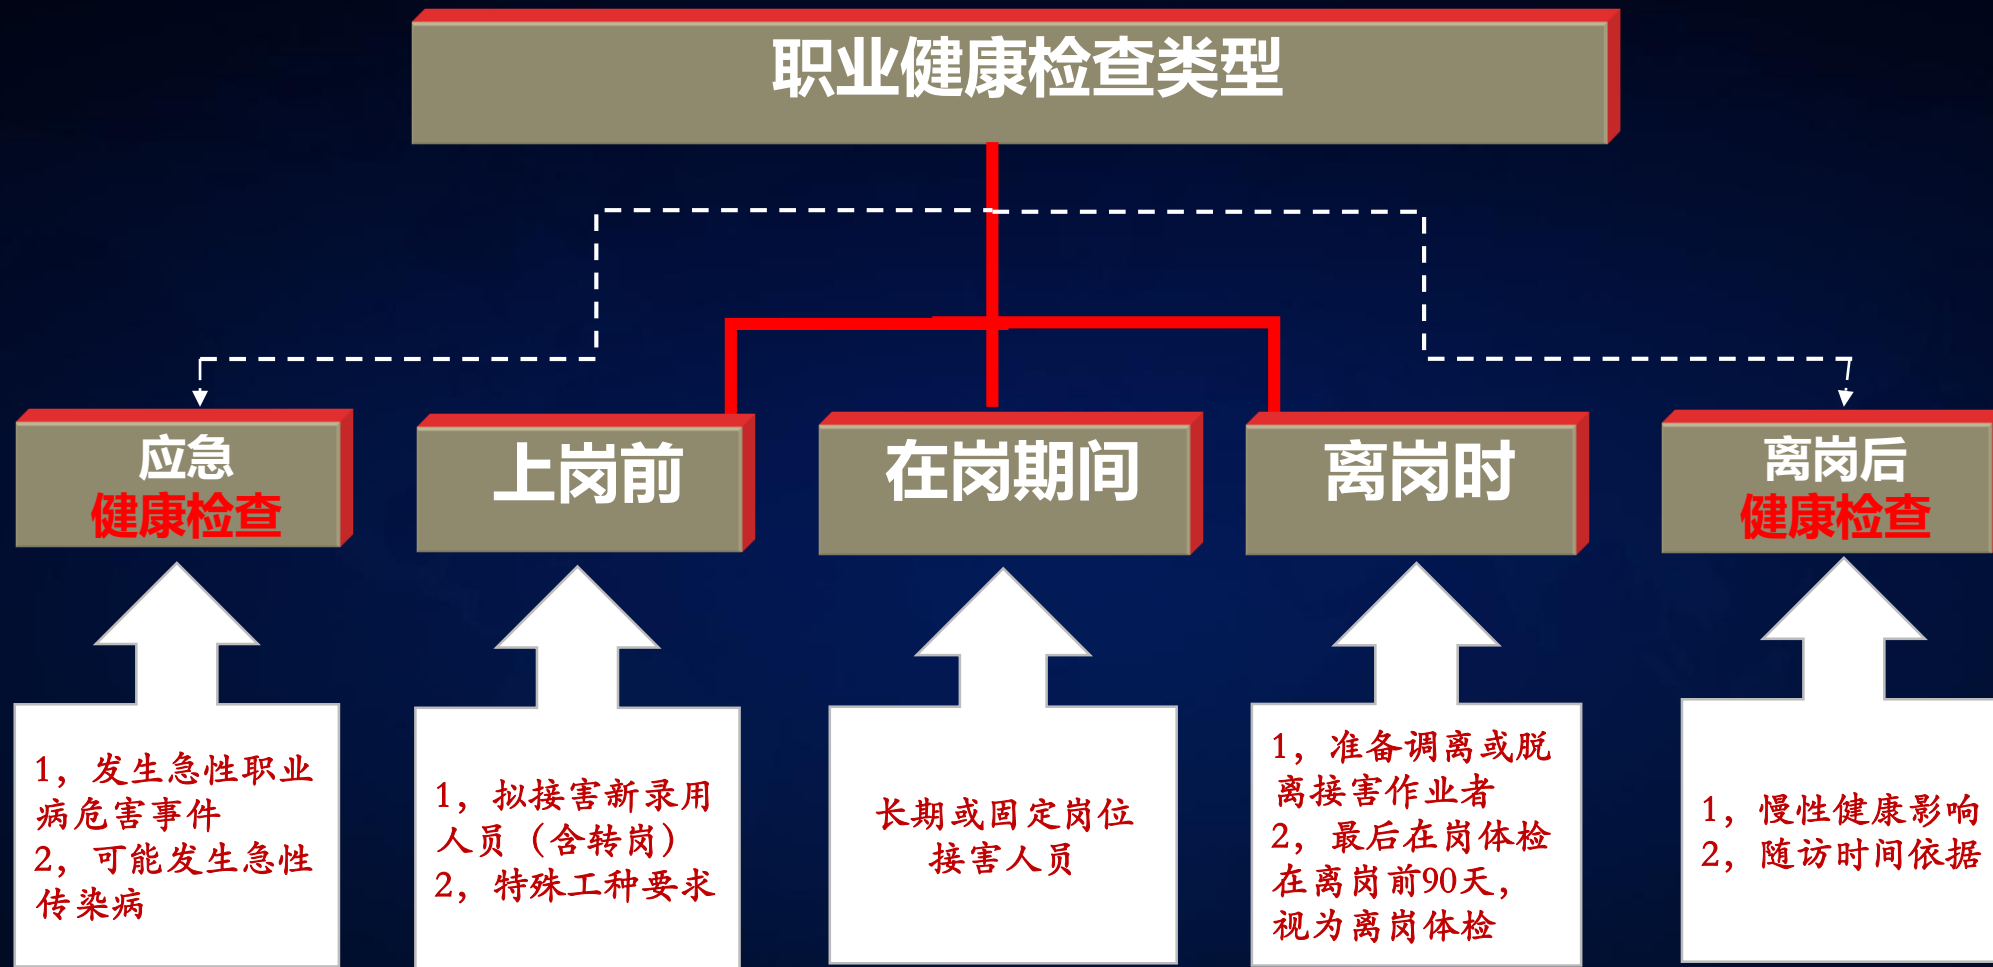 职业健康检查类型
应急
健康检查
上岗前
在岗期间
离岗时
离岗后
健康检查
1，发生急性职业
病危害事件
2，可能发生急性
传染病
1，拟接害新录用
人员（含转岗）
2，特殊工种要求
长期或固定岗位
接害人员
1，准备调离或脱
离接害作业者
2，最后在岗体检
在离岗前90天，
视为离岗体检
1，慢性健康影响
2，随访时间依据